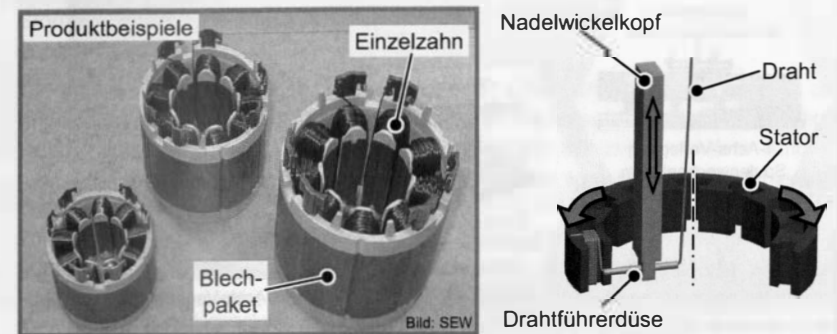 Produktbeispiele
Einzelzahn
Blech-
paket
Bild: SEW
Nadelwickelkopf
Draht
Stator
Drahtführerdüse